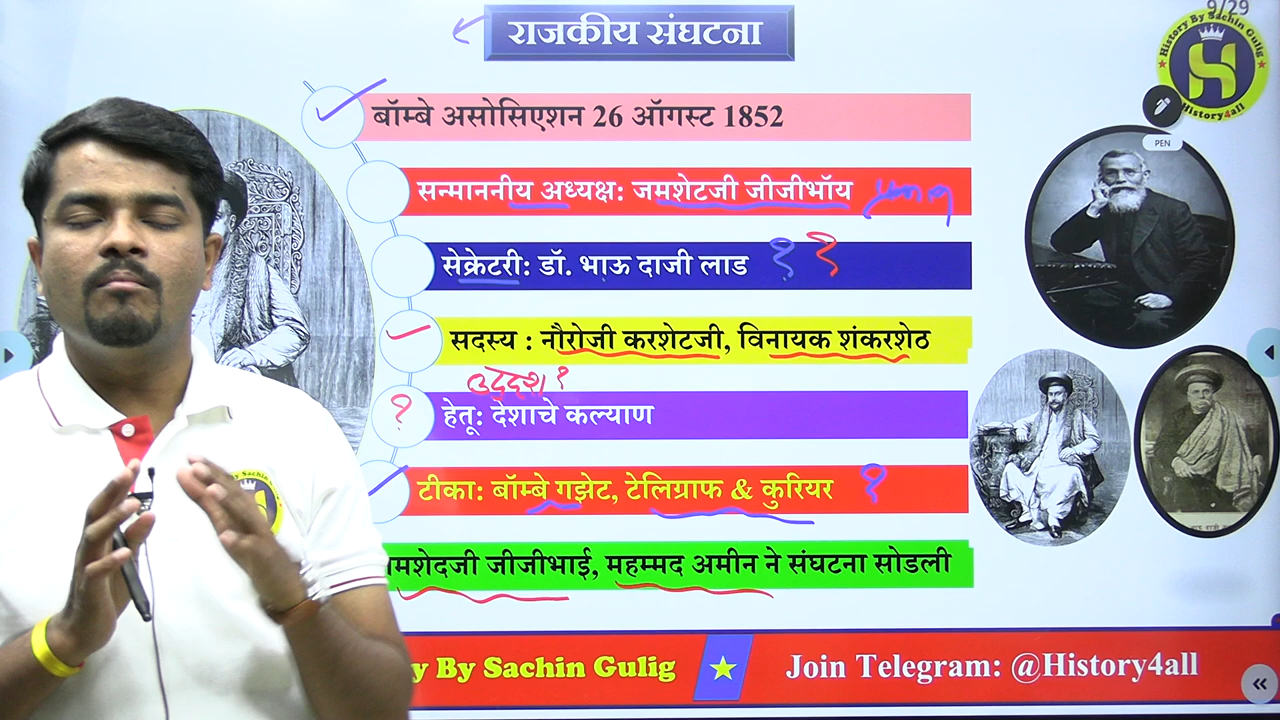 9/29
राजकीय संघटना
History By Sachin Gulig
History4all
PEN
बॉम्बे असोसिएशन 26 ऑगस्ट 1852
सन्माननीय अध्यक्ष: जमशेटजी जीजीभॉय
सेक्रेटरी: डॉ. भाऊ दाजी लाड १ १
सदस्य : नौरोजी करशेटजी, विनायक शंकरशेठ
उद्देश ?
? हेतू: देशाचे कल्याण
टीका: बॉम्बे गझेट, टेलिग्राफ & कुरियर ?
मशेदजी जीजीभाई, महम्मद अमीन ने संघटना सोडली
y By Sachin Gulig
Join Telegram: @History4all